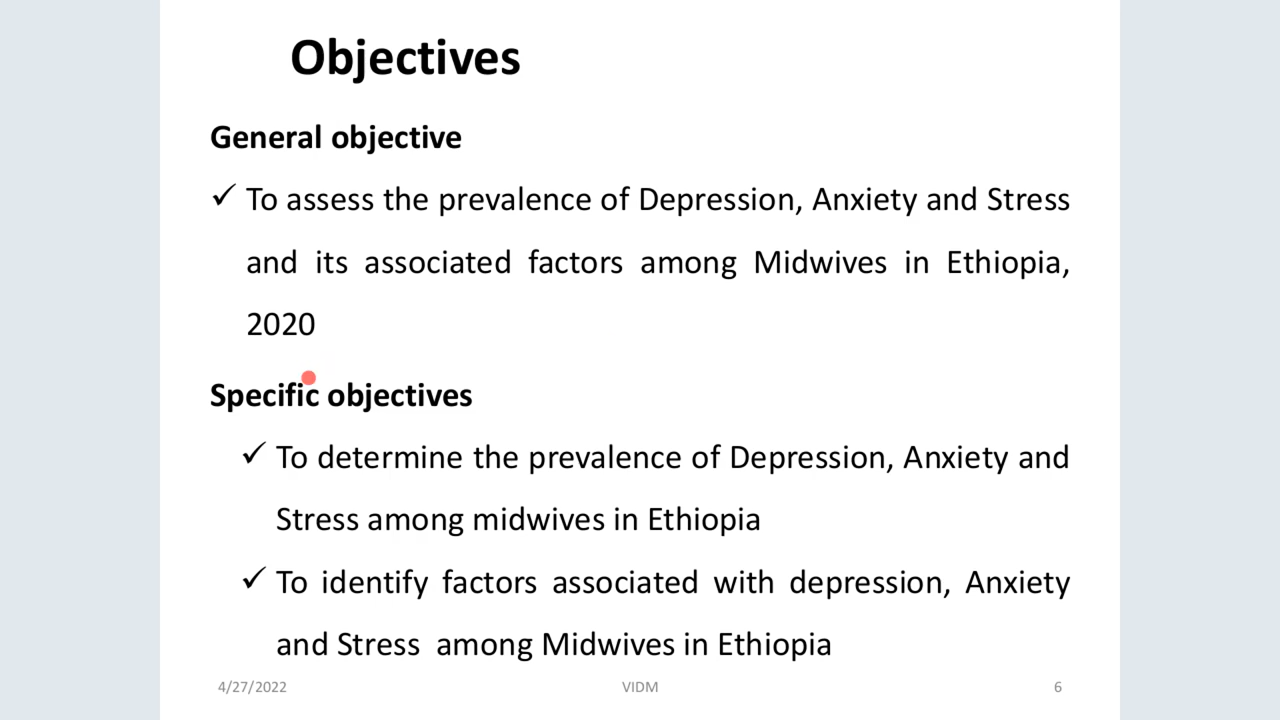 Objectives
General objective
✓ To assess the prevalence of Depression, Anxiety and Stress
and its associated factors among Midwives in Ethiopia,
2020
Specific objectives
✓ To determine the prevalence of Depression, Anxiety and
Stress among midwives in Ethiopia
✓ To identify factors associated with depression, Anxiety
and Stress  among Midwives in Ethiopia
4/27/2022 VIDM 6